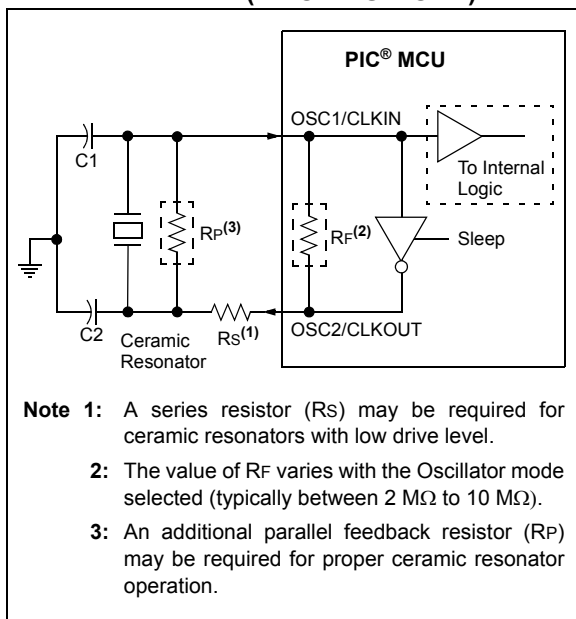 PIC® MCU
OSC1/CLKIN
C1
To Internal
Logic
RP(3)
RF(2)
Sleep
C2
Ceramic
Resonator
RS(1)
OSC2/CLKOUT
Note 1: A series resistor (RS) may be required for
ceramic resonators with low drive level.
2: The value of RF varies with the Oscillator mode
selected (typically between 2 MΩ to 10 MΩ).
3: An additional parallel feedback resistor (RP)
may be required for proper ceramic resonator
operation.